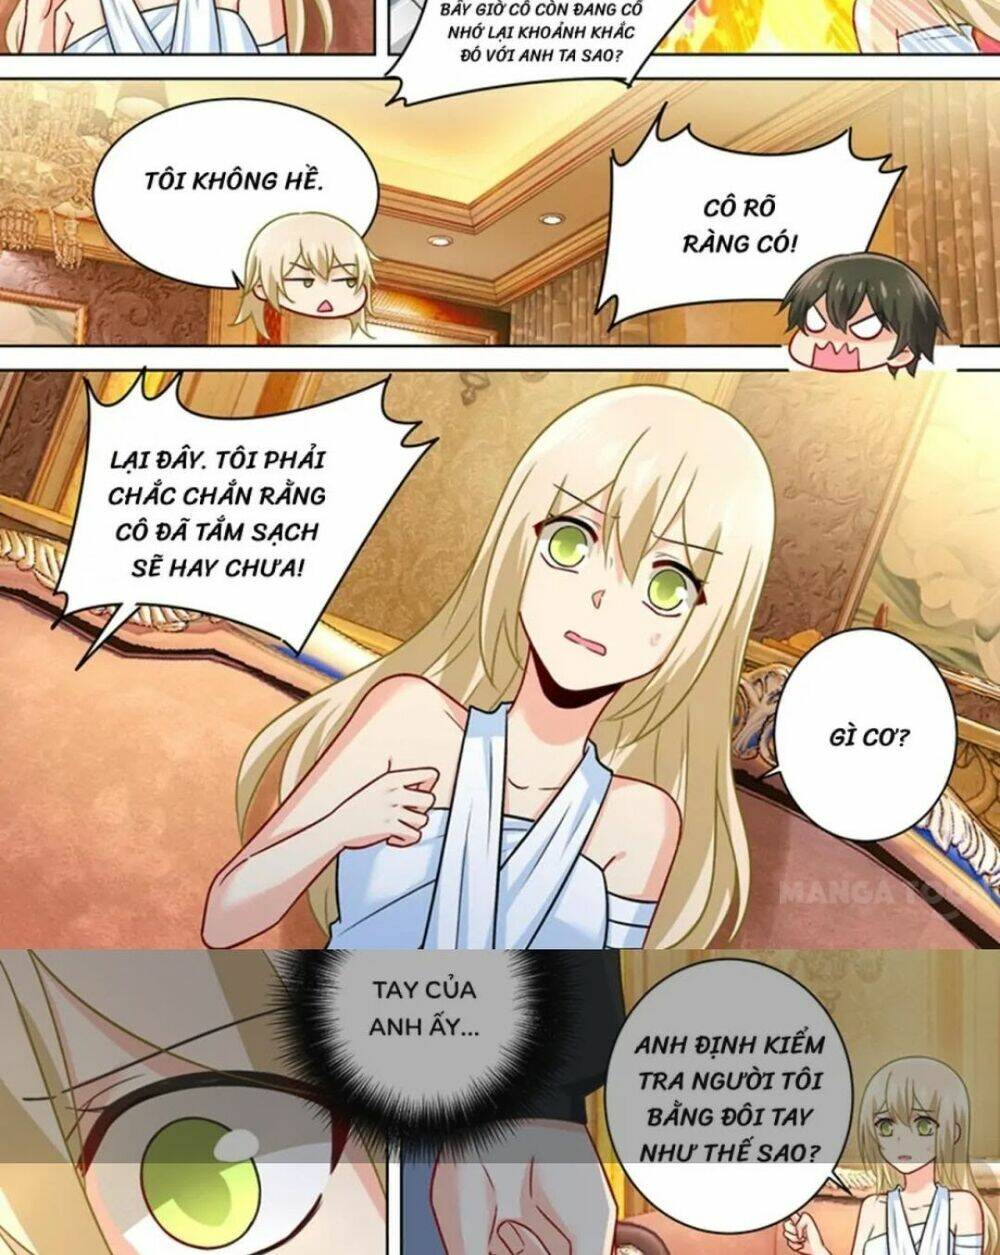 BÂY GIỜ CÔ CÒN ĐANG CỐ
NHỚ LẠI KHOẢNH KHẮC
ĐÓ VỚI ANH TA SAO?
TÔI KHÔNG HỀ.
CÔ RÕ
RÀNG CÓ!
LẠI ĐÂY. TÔI PHẢI
CHẮC CHẮN RẰNG
CÔ ĐÃ TẮM SẠCH
SẼ HAY CHƯA!
GÌ CƠ?
MANGA TOON
TAY CỦA
ANH ẤY...
ANH ĐỊNH KIỂM
TRA NGƯỜI TÔI
BẰNG ĐÔI TAY
NHƯ THẾ SAO?